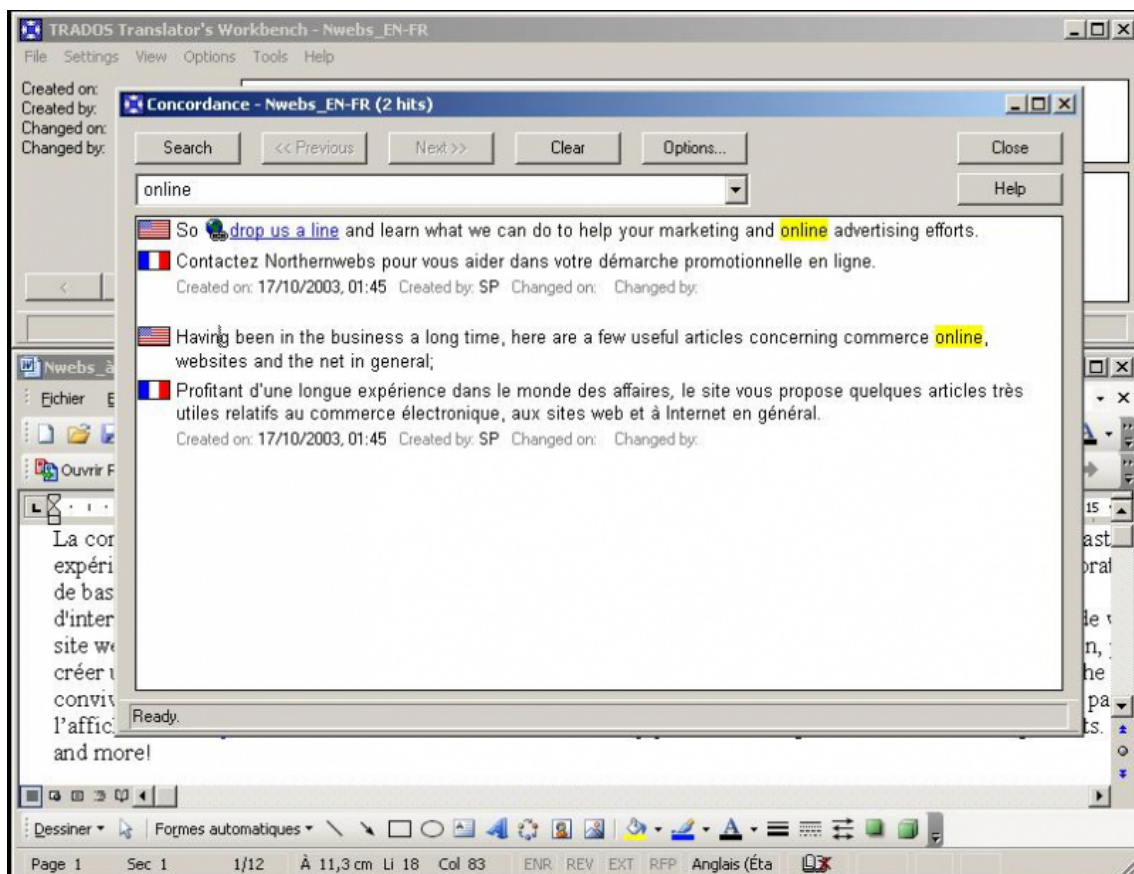 TRADOS Translator's Workbench - Nwebs_EN-FR
File Settings View Options Tools Help
Created on:
Created by:
Changed on:
Changed by:
Concordance - Nwebs_EN-FR (2 hits)
Search << Previous Next >> Clear Options... Close
online Help
So drop us a line and learn what we can do to help your marketing and online advertising efforts.
Contactez Northernwebs pour vous aider dans votre démarche promotionnelle en ligne.
Created on: 17/10/2003, 01:45 Created by: SP Changed on: Changed by:
Having been in the business a long time, here are a few useful articles concerning commerce online,
websites and the net in general;
Profitant d'une longue expérience dans le monde des affaires, le site vous propose quelques articles très
utiles relatifs au commerce électronique, aux sites web et à Internet en général.
Created on: 17/10/2003, 01:45 Created by: SP Changed on: Changed by:
Ready.
<
Nwebs_à
Fichier E
Ouvrir F
L 15
La con
expéri
de bas
d'inter
site we
créer u
conviv
l'affic ts.
and more!
Dessiner Formes automatiques
Page 1 Sec 1 1/12 À 11,3 cm Li 18 Col 83 ENR REV EXT RFP Anglais (Éta